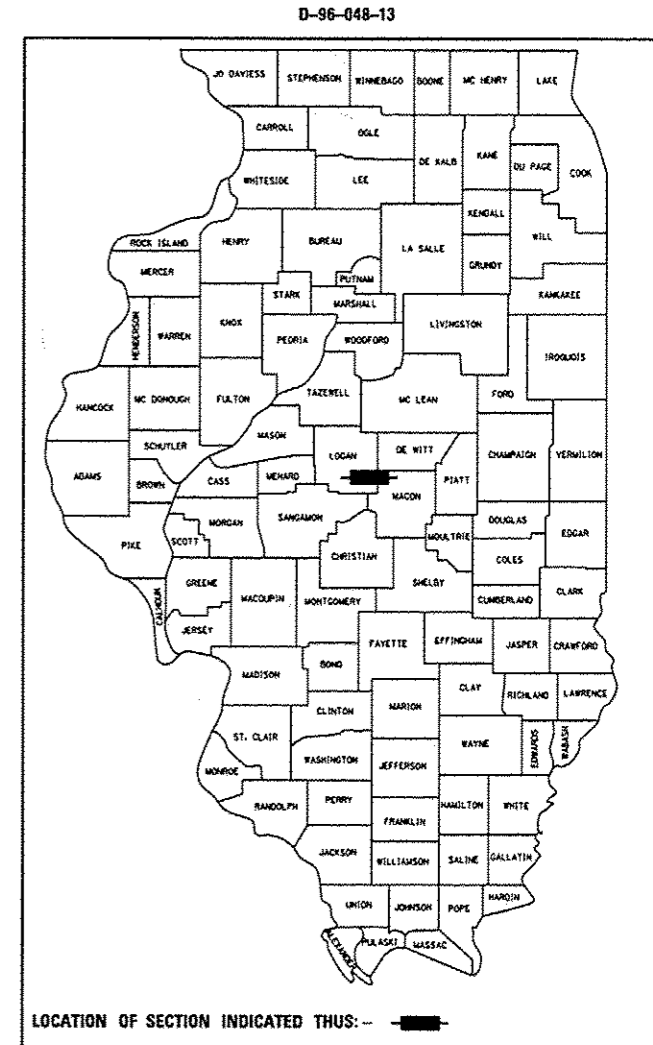 D-96-048-13
JO DAVIESS STEPHENSON WINNEBAGO BOONE MC HENRY LAKE
CARROLL OGLE DE KALB KANE DU PAGE COOK
WHITESIDE LEE KENDALL WILL
ROCK ISLAND HENRY BUREAU LA SALLE GRUNDY
MERCER PUTNAM KANKAKEE
HENDERSON WARREN KNOX STARK MARSHALL LIVINGSTON
PEORIA WOODFORD IROQUOIS
HANCOCK MC DONOUGH FULTON TAZEWELL MC LEAN FORD
SCHUYLER MASON LOGAN DE WITT CHAMPAIGN VERMILION
ADAMS BROWN CASS MENARD MACON PIATT
PIKE SCOTT MORGAN SANGAMON CHRISTIAN MOULTRIE DOUGLAS EDGAR
COLES
CALHOUN GREENE MACOUPIN MONTGOMERY SHELBY CUMBERLAND CLARK
JERSEY FAYETTE EFFINGHAM JASPER CRAWFORD
MADISON BOND CLAY RICHLAND LAWRENCE
CLINTON MARION
ST. CLAIR WASHINGTON JEFFERSON WAYNE EDWARDS WABASH
MONROE
RANDOLPH PERRY FRANKLIN HAMILTON WHITE
JACKSON WILLIAMSON SALINE GALLATIN
UNION JOHNSON POPE HARDIN
ALEXANDER PULASKI MASSAC
LOCATION OF SECTION INDICATED THUS: -